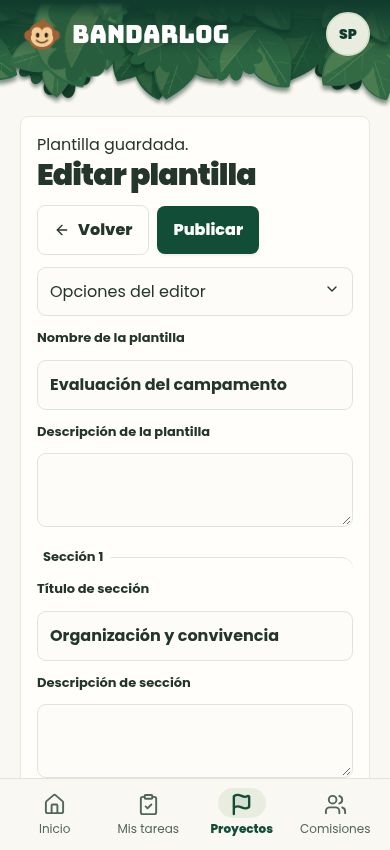 BANDARLOG
SP
Plantilla guardada.
Editar plantilla
Volver
Publicar
Opciones del editor
Nombre de la plantilla
Evaluación del campamento
Descripción de la plantilla
Sección 1
Título de sección
Organización y convivencia
Descripción de sección
Inicio
Mis tareas
Proyectos
Comisiones